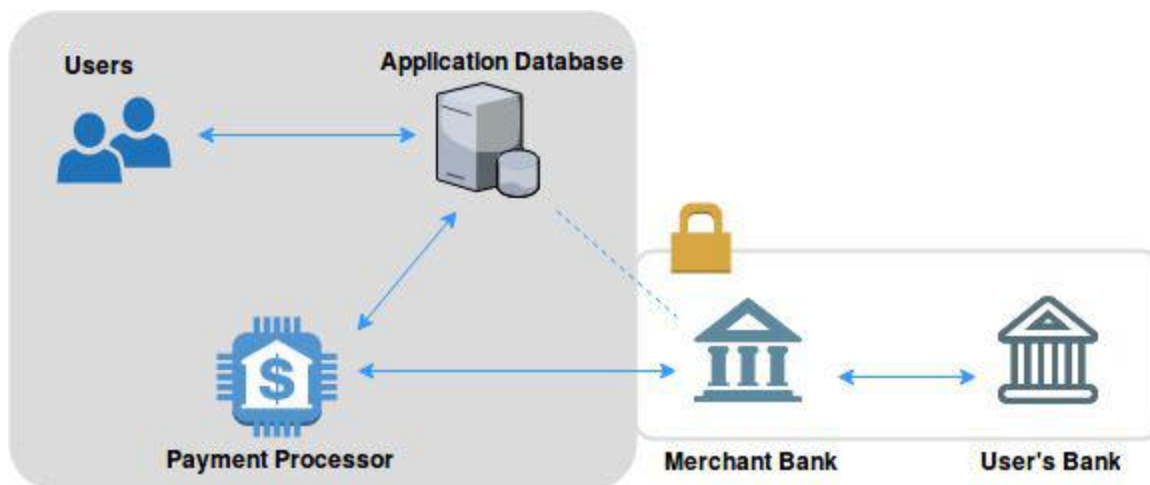 Users
Application Database
$
Payment Processor
Merchant Bank
User's Bank